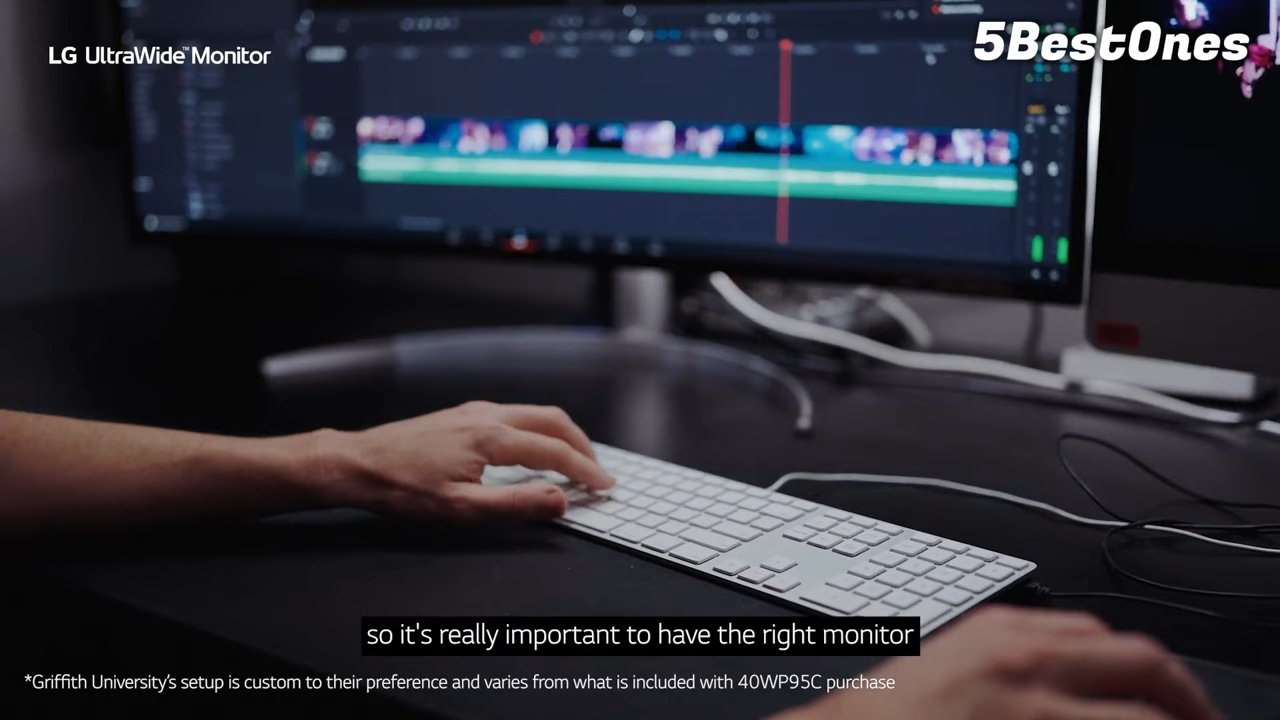 LG UltraWide™ Monitor
5BestOnes
so it's really important to have the right monitor
*Griffith University's setup is custom to their preference and varies from what is included with 40WP95C purchase